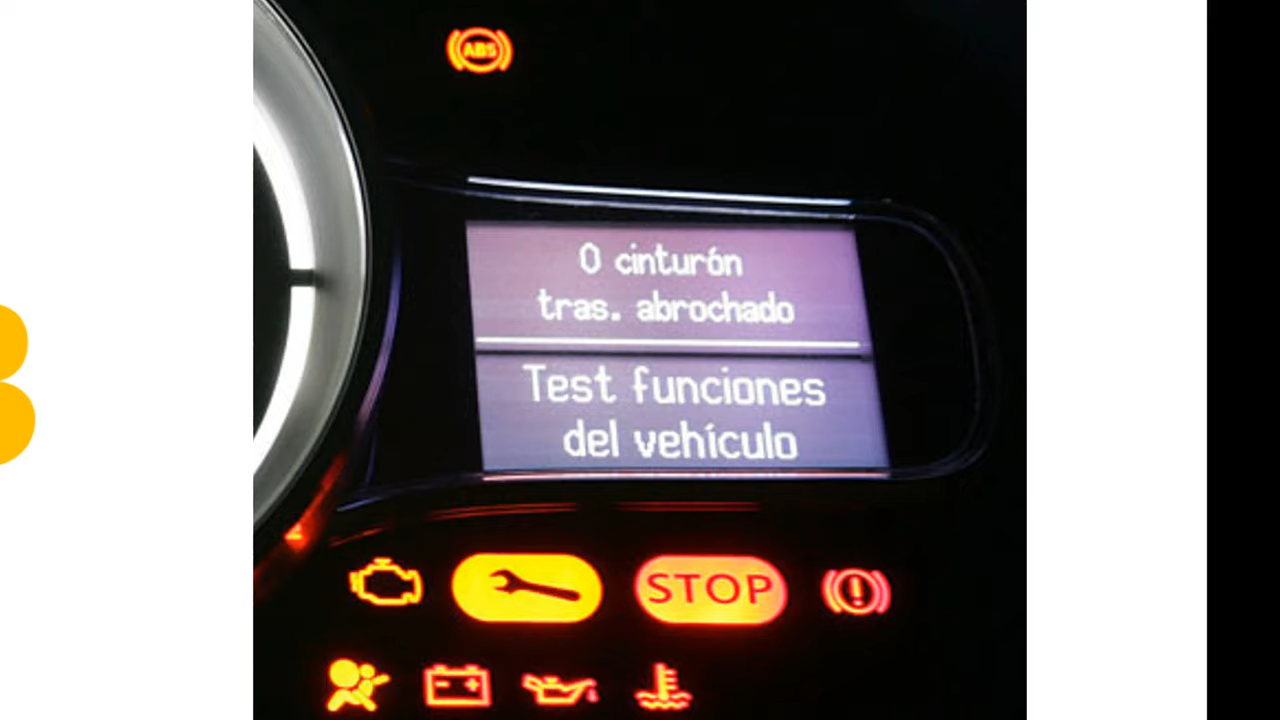 ABS
0 cinturón
tras. abrochado
Test funciones
del vehículo
STOP